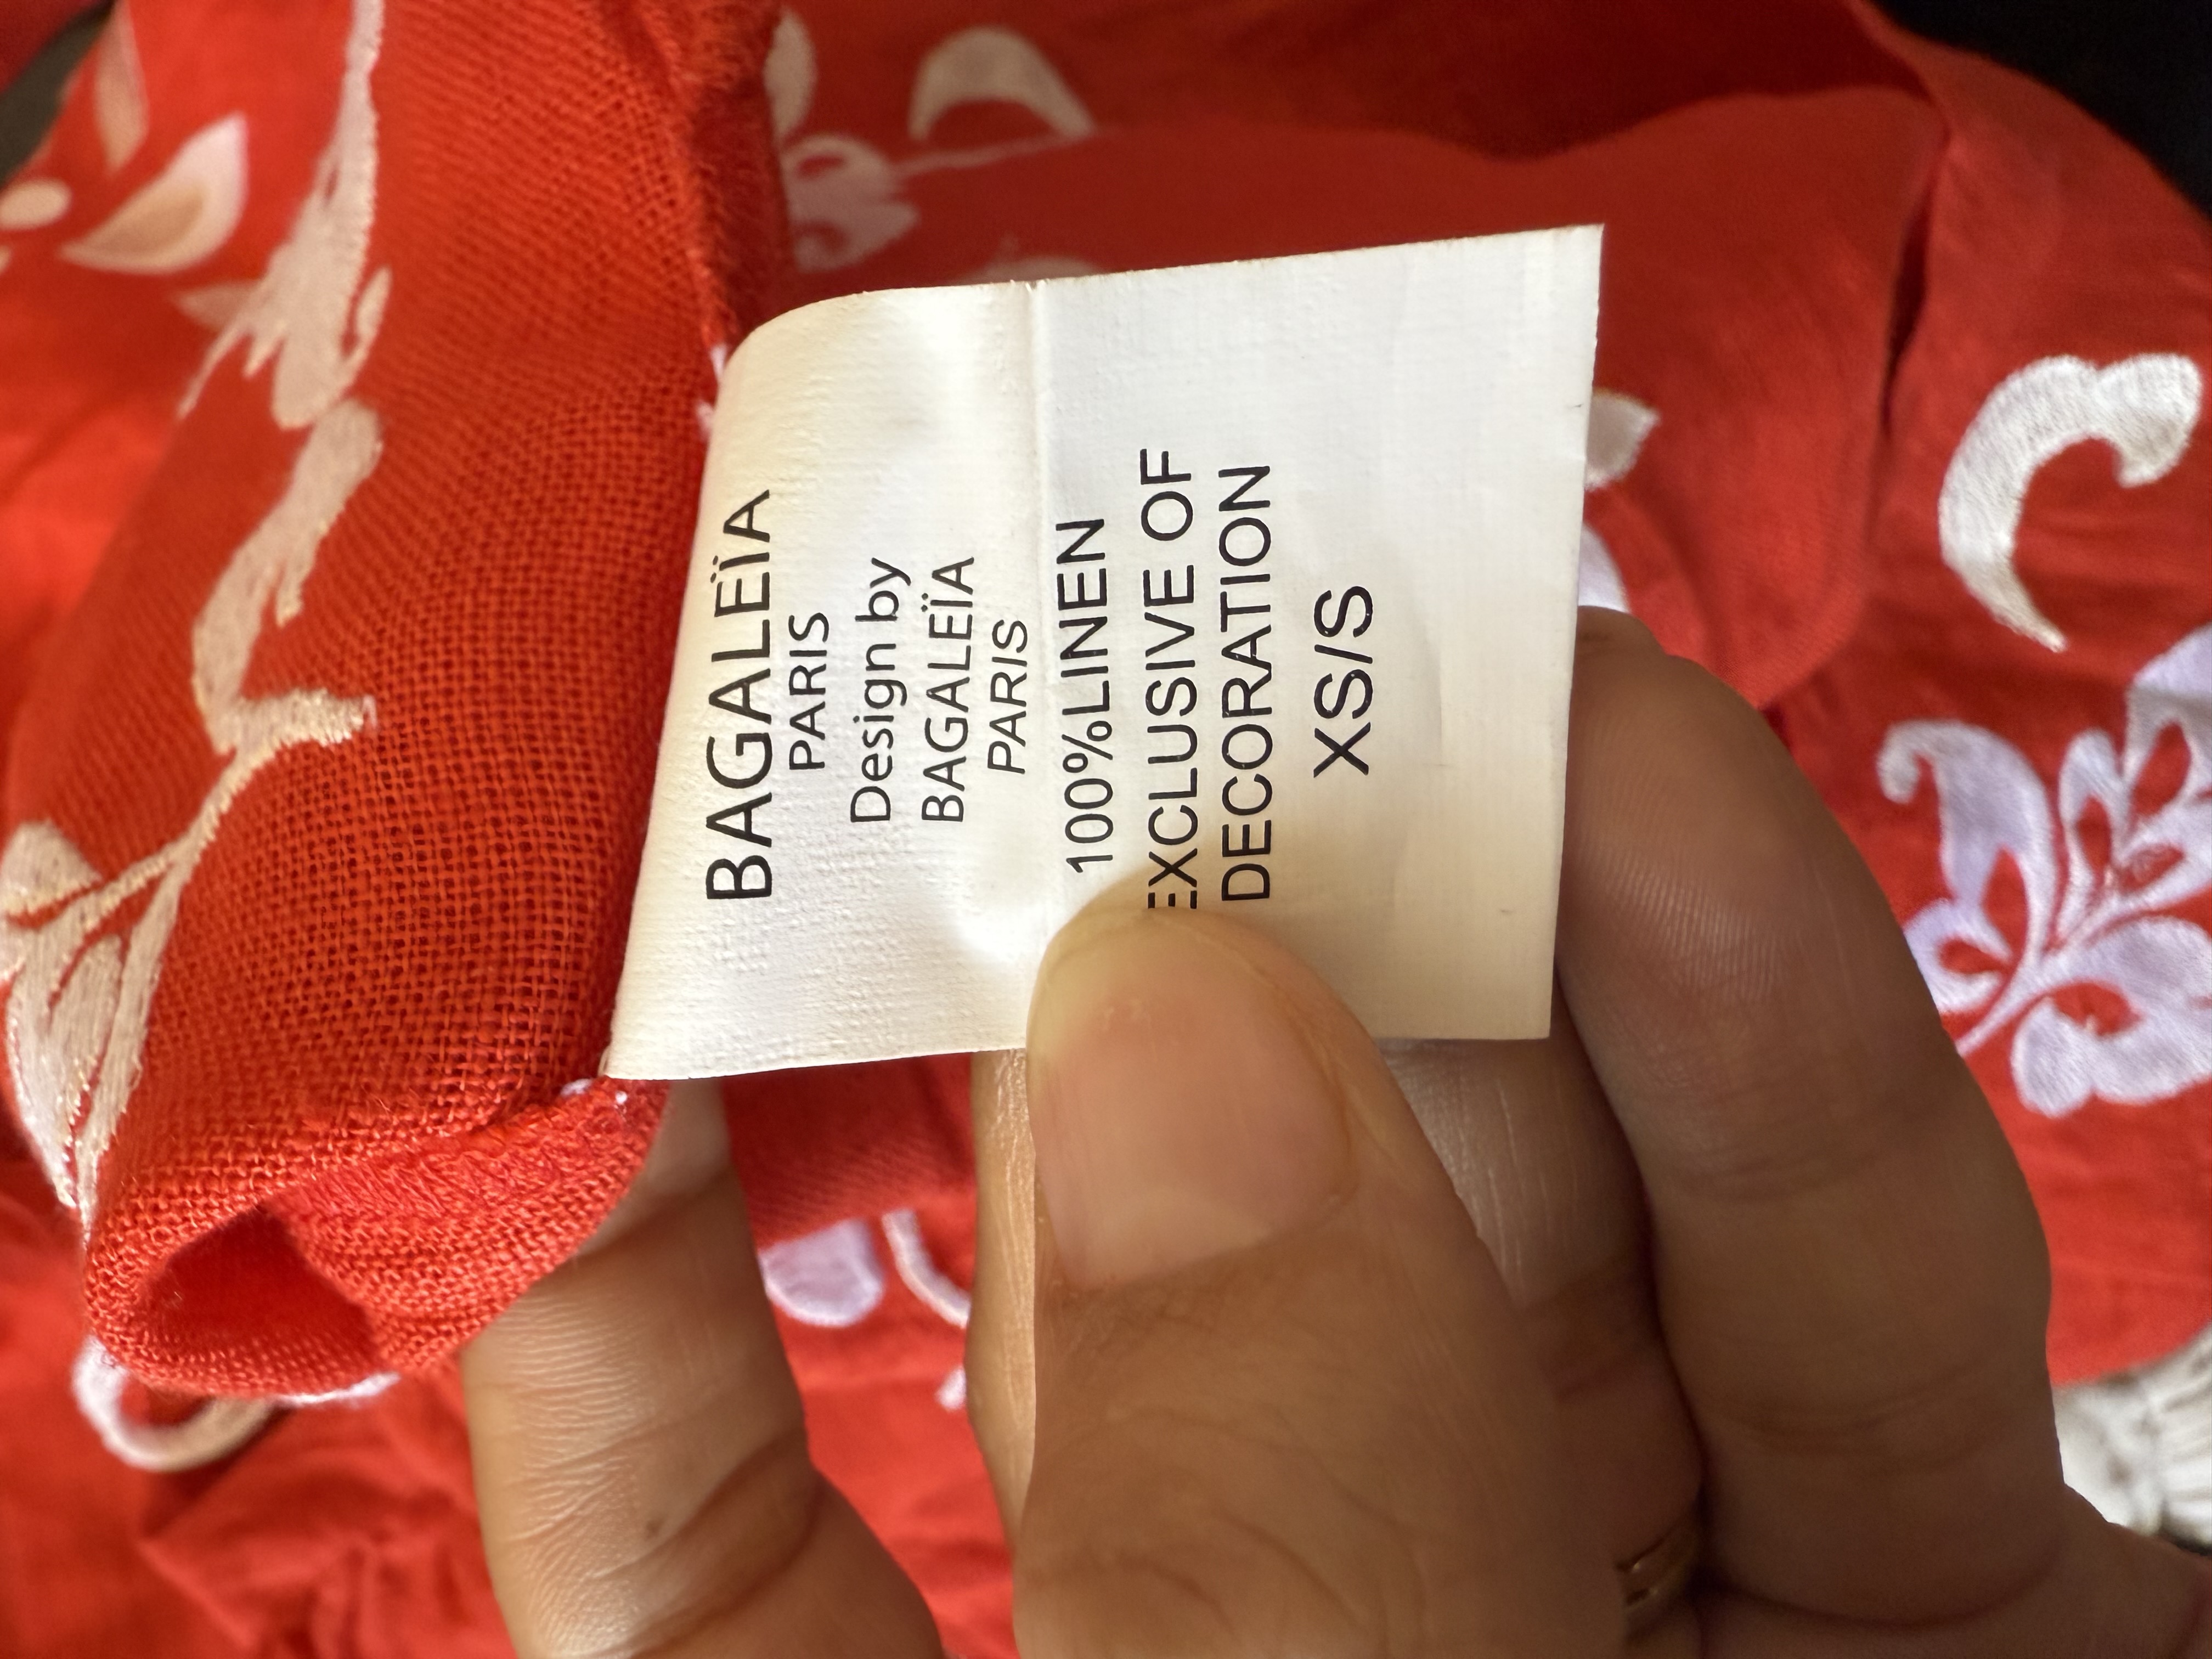 BAGALEÏA
PARIS
Design by
BAGALEÏA
PARIS
100%LINEN
EXCLUSIVE OF
DECORATION
XS/S